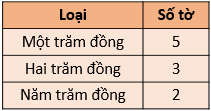 Loại Số tờ
Một trăm đồng 5
Hai trăm đồng 3
Năm trăm đồng 2